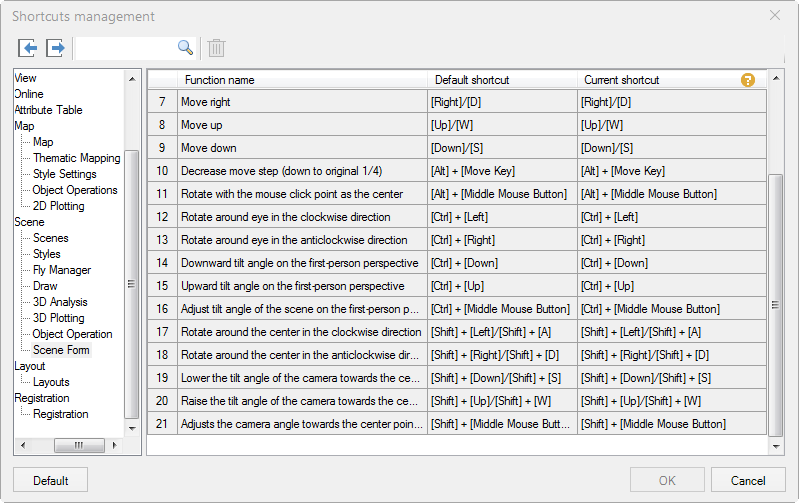 Shortcuts management
View
Online
Attribute Table
Map
Map
Thematic Mapping
Style Settings
Object Operations
2D Plotting
Scene
Scenes
Styles
Fly Manager
Draw
3D Analysis
3D Plotting
Object Operation
Scene Form
Layout
Layouts
Registration
Registration
Function name Default shortcut Current shortcut ?
7 Move right [Right]/[D] [Right]/[D]
8 Move up [Up]/[W] [Up]/[W]
9 Move down [Down]/[S] [Down]/[S]
10 Decrease move step (down to original 1/4) [Alt] + [Move Key] [Alt] + [Move Key]
11 Rotate with the mouse click point as the center [Alt] + [Middle Mouse Button] [Alt] + [Middle Mouse Button]
12 Rotate around eye in the clockwise direction [Ctrl] + [Left] [Ctrl] + [Left]
13 Rotate around eye in the anticlockwise direction [Ctrl] + [Right] [Ctrl] + [Right]
14 Downward tilt angle on the first-person perspective [Ctrl] + [Down] [Ctrl] + [Down]
15 Upward tilt angle on the first-person perspective [Ctrl] + [Up] [Ctrl] + [Up]
16 Adjust tilt angle of the scene on the first-person p... [Ctrl] + [Middle Mouse Button] [Ctrl] + [Middle Mouse Button]
17 Rotate around the center in the clockwise direction [Shift] + [Left]/[Shift] + [A] [Shift] + [Left]/[Shift] + [A]
18 Rotate around the center in the anticlockwise dir... [Shift] + [Right]/[Shift] + [D] [Shift] + [Right]/[Shift] + [D]
19 Lower the tilt angle of the camera towards the ce... [Shift] + [Down]/[Shift] + [S] [Shift] + [Down]/[Shift] + [S]
20 Raise the tilt angle of the camera towards the ce... [Shift] + [Up]/[Shift] + [W] [Shift] + [Up]/[Shift] + [W]
21 Adjusts the camera angle towards the center poin... [Shift] + [Middle Mouse Butt... [Shift] + [Middle Mouse Button]
Default OK Cancel